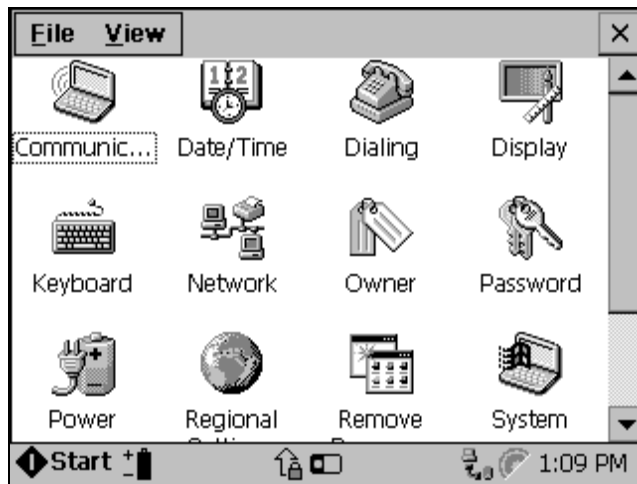 File View
Communic... Date/Time Dialing Display
Keyboard Network Owner Password
Power Regional Remove System
Start 1:09 PM